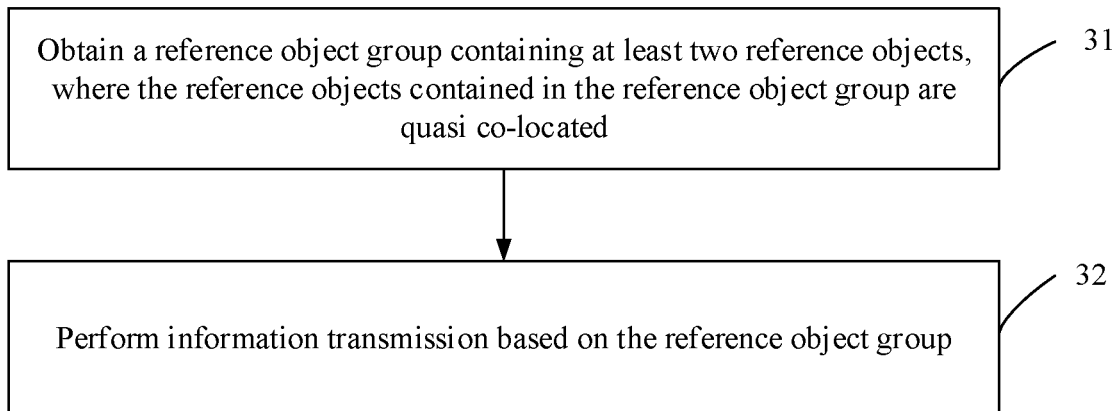 Obtain a reference object group containing at least two reference objects,
where the reference objects contained in the reference object group are
quasi co-located
31
Perform information transmission based on the reference object group
32